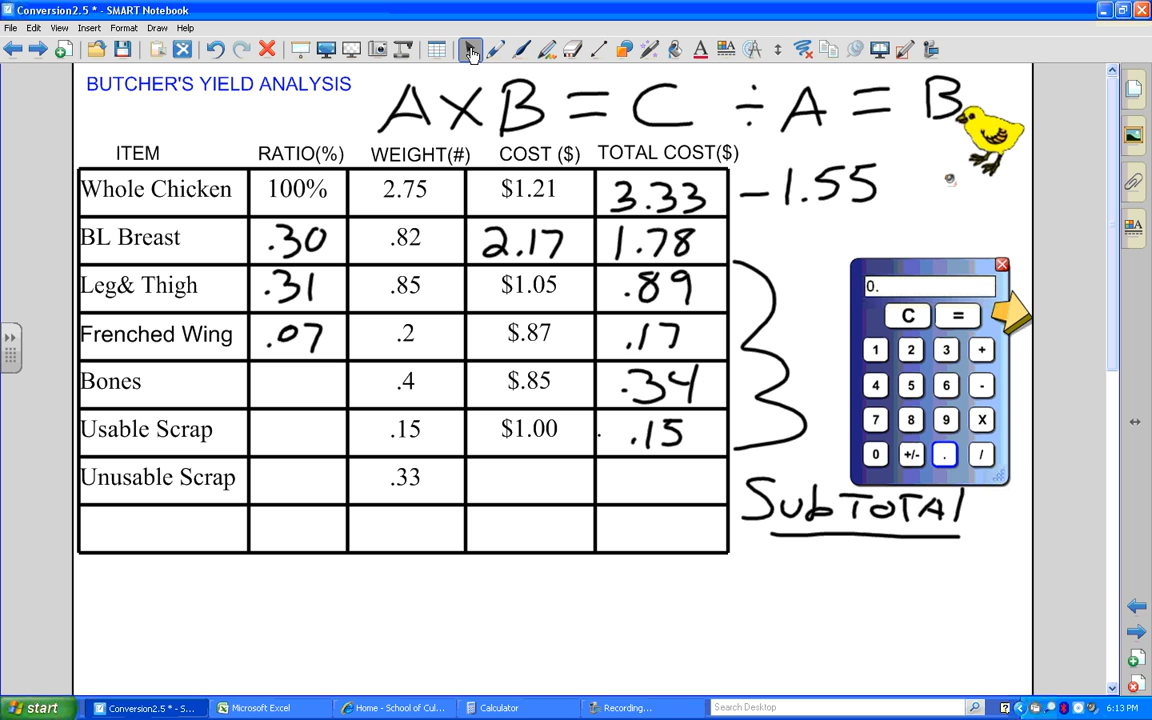 Conversion2.5 * - SMART Notebook
File Edit View Insert Format Draw Help
BUTCHER'S YIELD ANALYSIS
A X B = C ÷ A = B
ITEM RATIO(%) WEIGHT(#) COST ($) TOTAL COST($)
Whole Chicken 100% 2.75 $1.21 3.33 - 1.55
BL Breast .30 .82 2.17 1.78
Leg& Thigh .31 .85 $1.05 .89
Frenched Wing .07 .2 $.87 .17
Bones .4 $.85 .34
Usable Scrap .15 $1.00 .15
Unusable Scrap .33
SubTOTAL
0.
C =
1 2 3 +
4 5 6 -
7 8 9 X
0 +/- . /
start Conversion2.5 * - S... Microsoft Excel Home - School of Cul... Calculator Recording... Search Desktop 6:13 PM